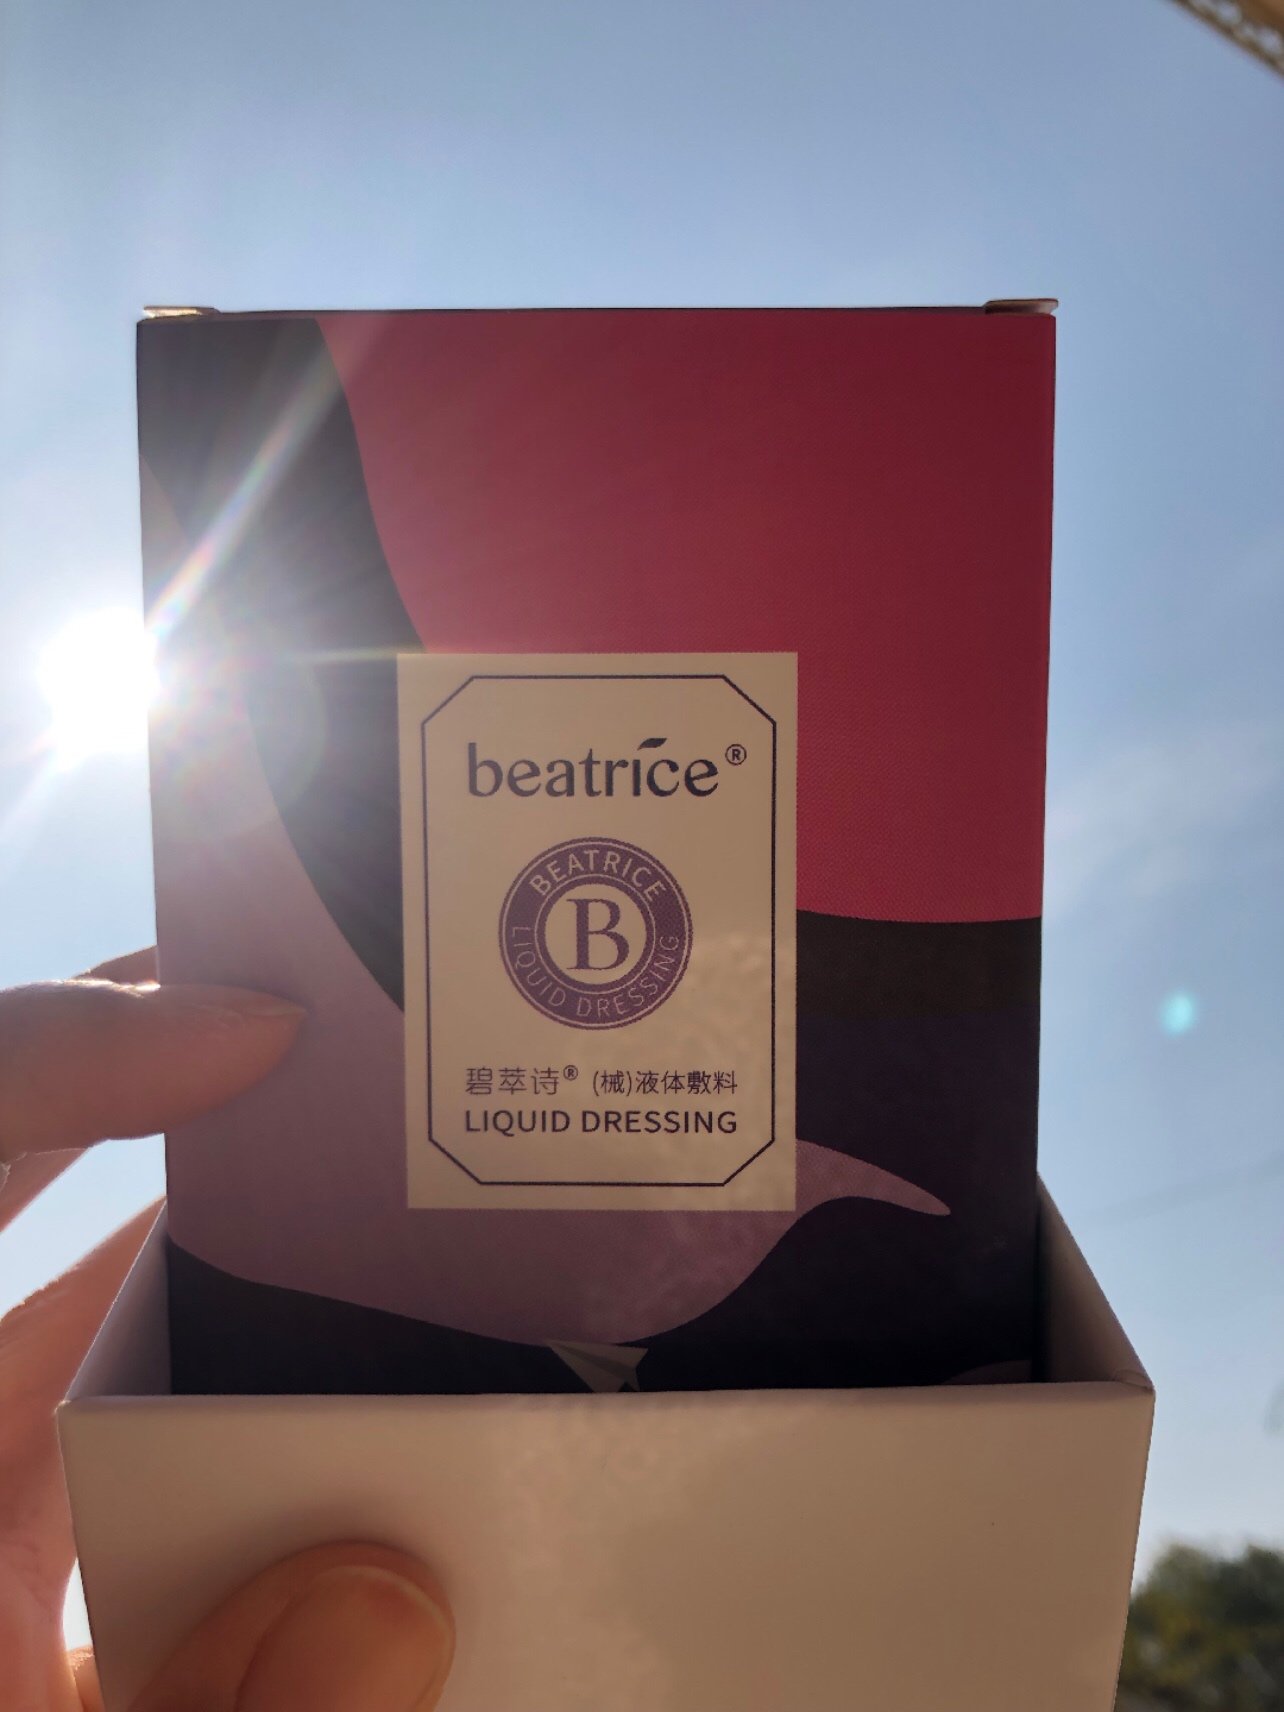 beatrice®
BEATRICE
B
LIQUID DRESSING
碧萃诗® (械)液体敷料
LIQUID DRESSING